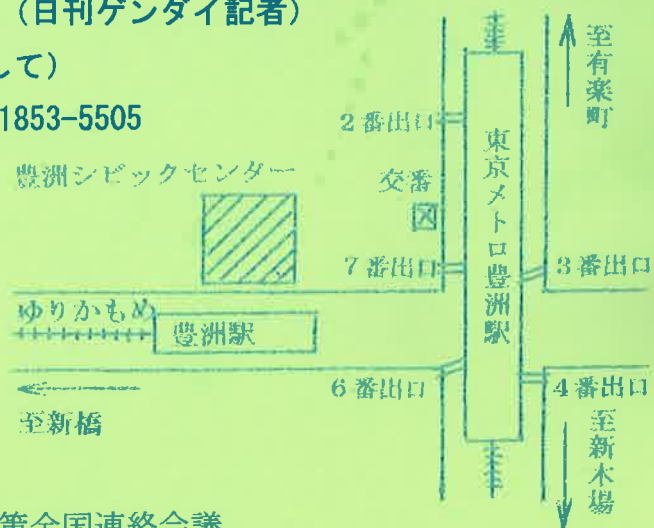 （日刊ゲンダイ記者）
して）
1853-5505
至有楽町
2番出口
豊洲シビックセンター
交番
東京メトロ豊洲駅
7番出口
3番出口
ゆりかもめ
豊洲駅
6番出口
4番出口
至新橋
至新木場
策全国連絡会議